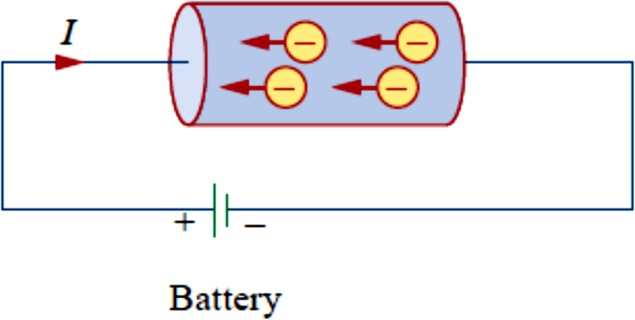 I
− −
− −
+ −
Battery